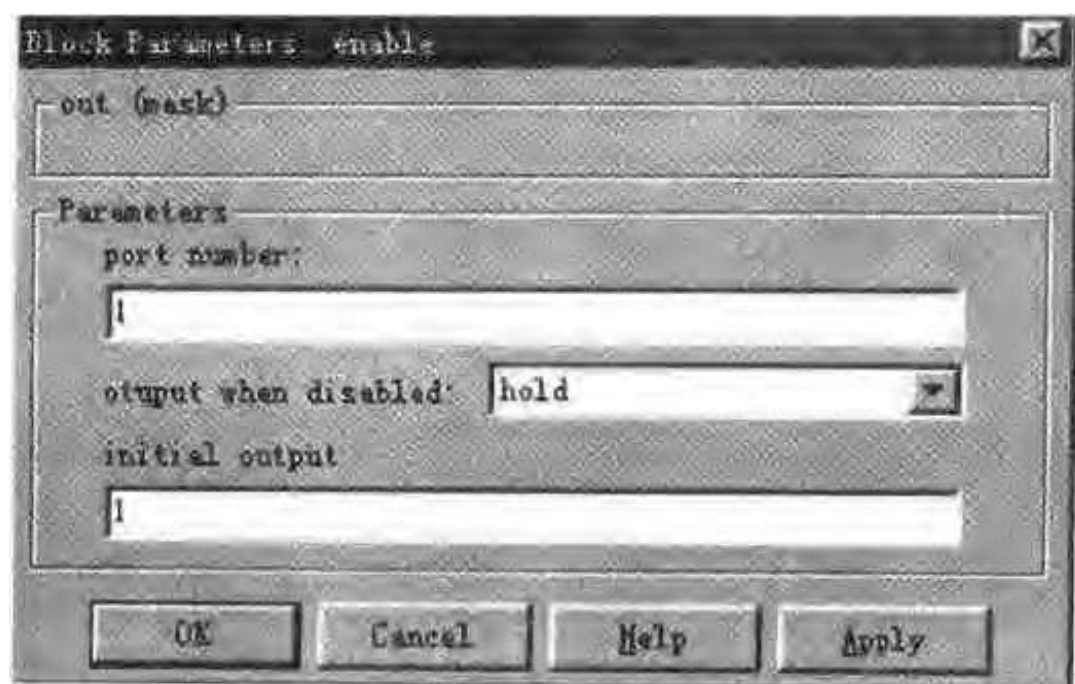 Block Parameters enable
out (mask)
Parameters
port number:
1
otuput when disabled: hold
initial output
1
OK Cancel Help Apply